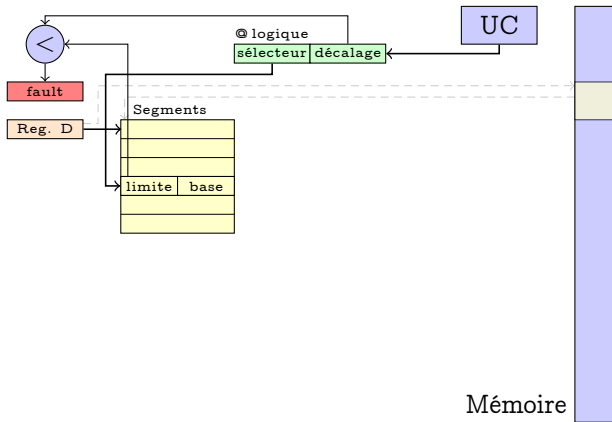 UC
@ logique
<
sélecteur décalage
fault
Segments
Reg. D
limite base
Mémoire